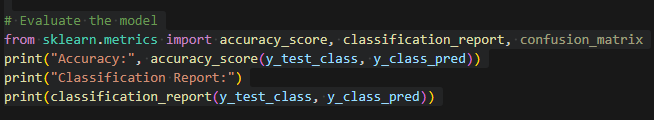 # Evaluate the model
from sklearn.metrics import accuracy_score, classification_report, confusion_matrix
print("Accuracy:", accuracy_score(y_test_class, y_class_pred))
print("Classification Report:")
print(classification_report(y_test_class, y_class_pred))